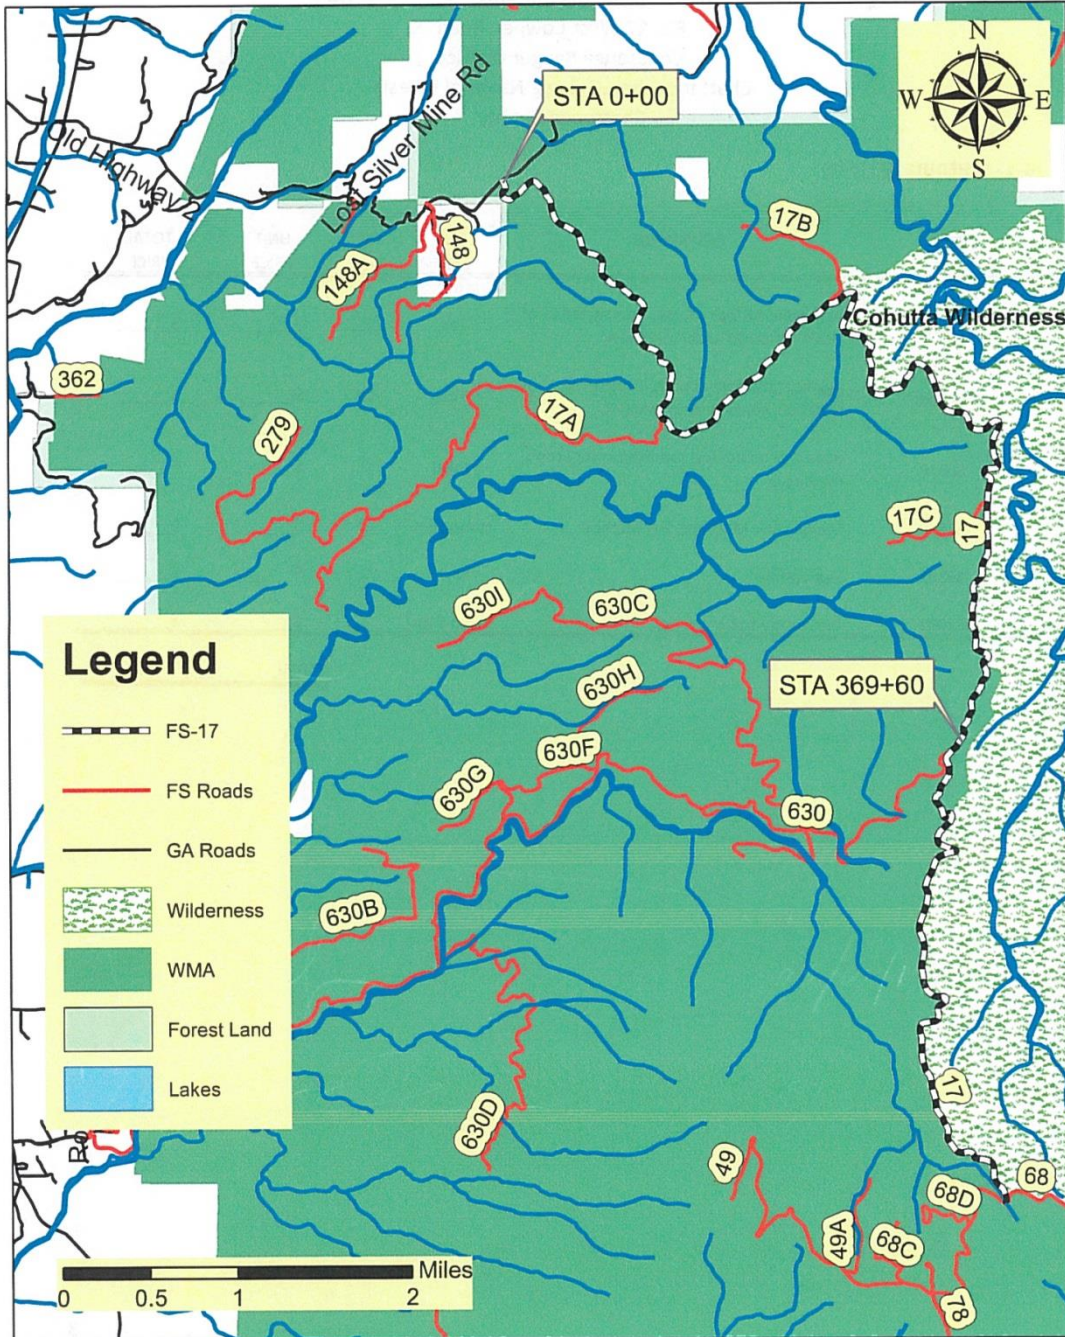 N
W E
S
STA 0+00
Old Highway 2
Lost Silver Mine Rd
17B
148
148A
Cohutta Wilderness
362
17A
279
17C
17
630I
630C
Legend
FS-17
FS Roads
GA Roads
Wilderness
WMA
Forest Land
Lakes
630H
STA 369+60
630F
630G
630
630B
17
630D
49
68
68D
49A
68C
78
Miles
0 0.5 1 2